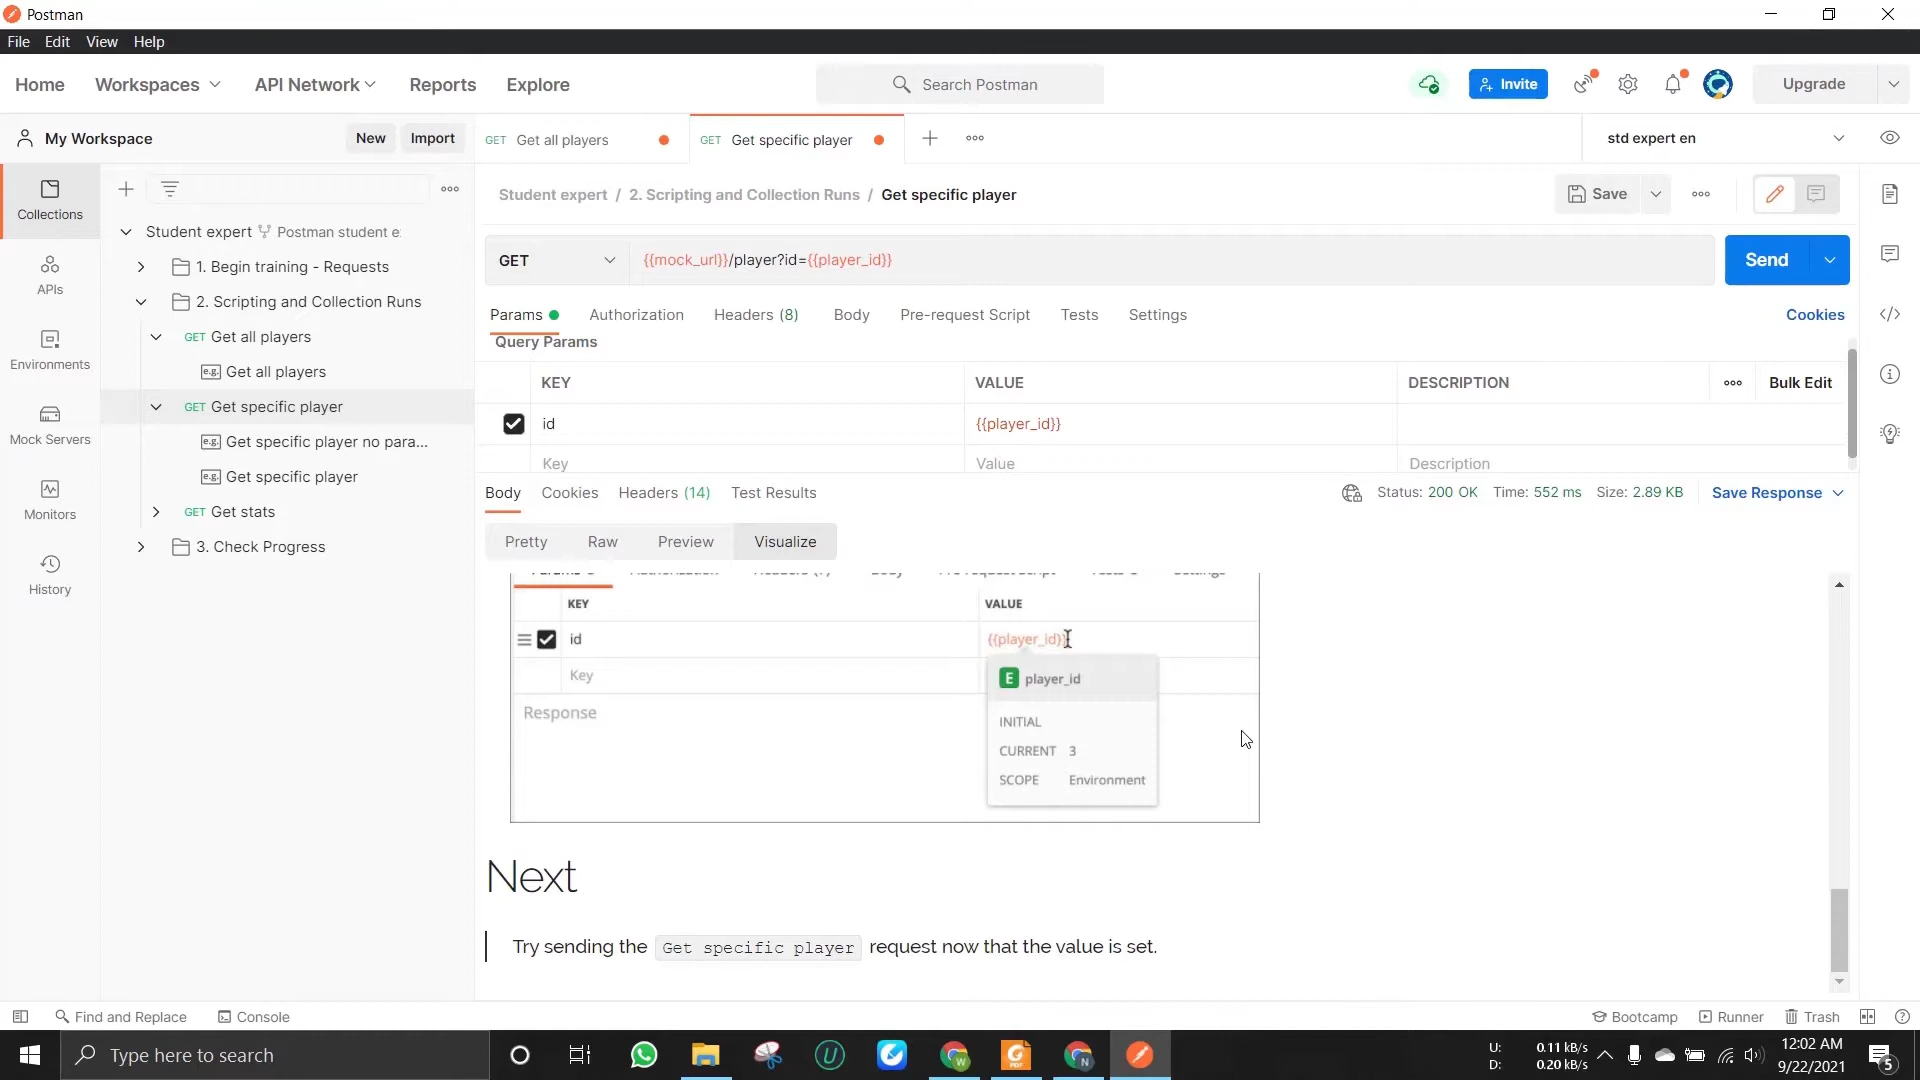 Postman
File Edit View Help
Home Workspaces API Network Reports Explore Search Postman Invite Upgrade
My Workspace New Import GET Get all players GET Get specific player std expert en
Student expert / 2. Scripting and Collection Runs / Get specific player Save
Collections
APIs
Environments
Mock Servers
Monitors
History
Student expert Postman student e
1. Begin training - Requests
2. Scripting and Collection Runs
GET Get all players
e.g. Get all players
GET Get specific player
e.g. Get specific player no para...
e.g. Get specific player
GET Get stats
3. Check Progress
GET {{mock_url}}/player?id={{player_id}} Send
Params Authorization Headers (8) Body Pre-request Script Tests Settings Cookies
Query Params
KEY VALUE DESCRIPTION Bulk Edit
id {{player_id}}
Key Value Description
Body Cookies Headers (14) Test Results Status: 200 OK Time: 552 ms Size: 2.89 KB Save Response
Pretty Raw Preview Visualize
KEY VALUE
id {{player_id}}
Key E player_id
Response
INITIAL
CURRENT 3
SCOPE Environment
Next
Try sending the Get specific player request now that the value is set.
Find and Replace Console Bootcamp Runner Trash
Type here to search
U: 0.11 kB/s
D: 0.20 kB/s
12:02 AM
9/22/2021
5